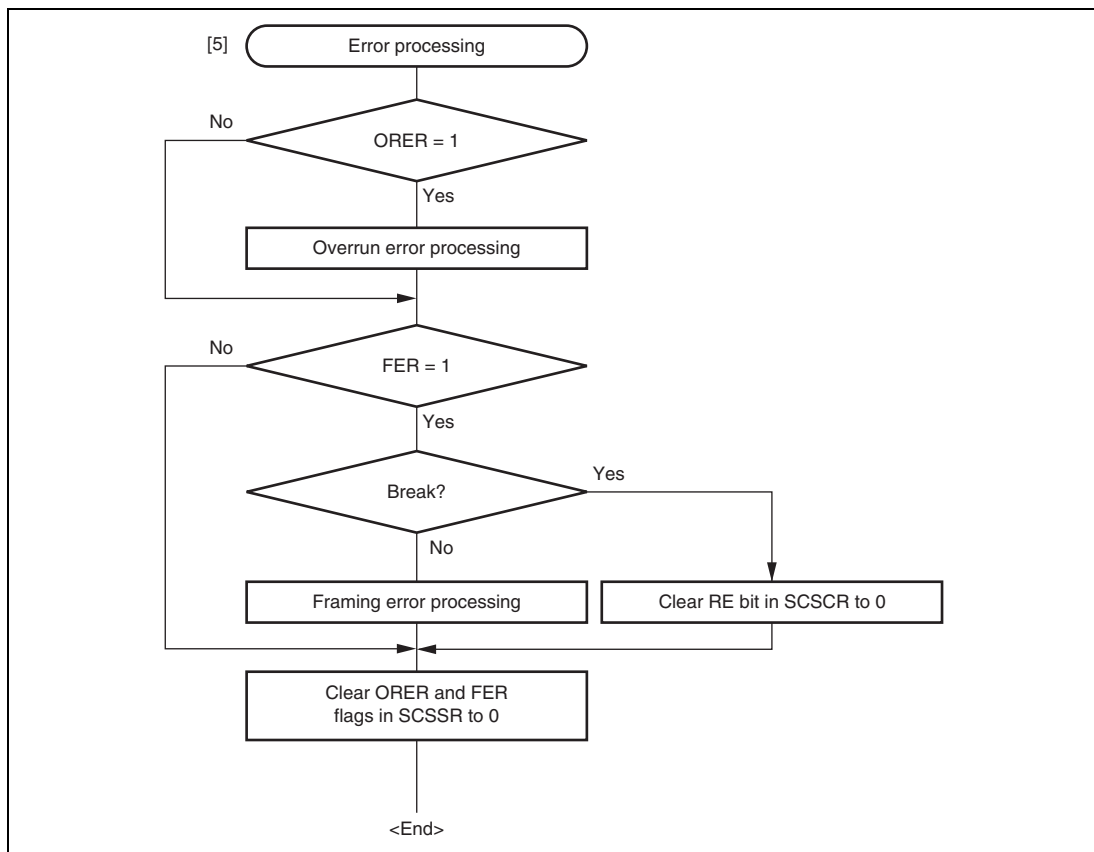 [5]
Error processing
No
ORER = 1
Yes
Overrun error processing
No
FER = 1
Yes
Yes
Break?
No
Framing error processing
Clear RE bit in SCSCR to 0
Clear ORER and FER
flags in SCSSR to 0
<End>